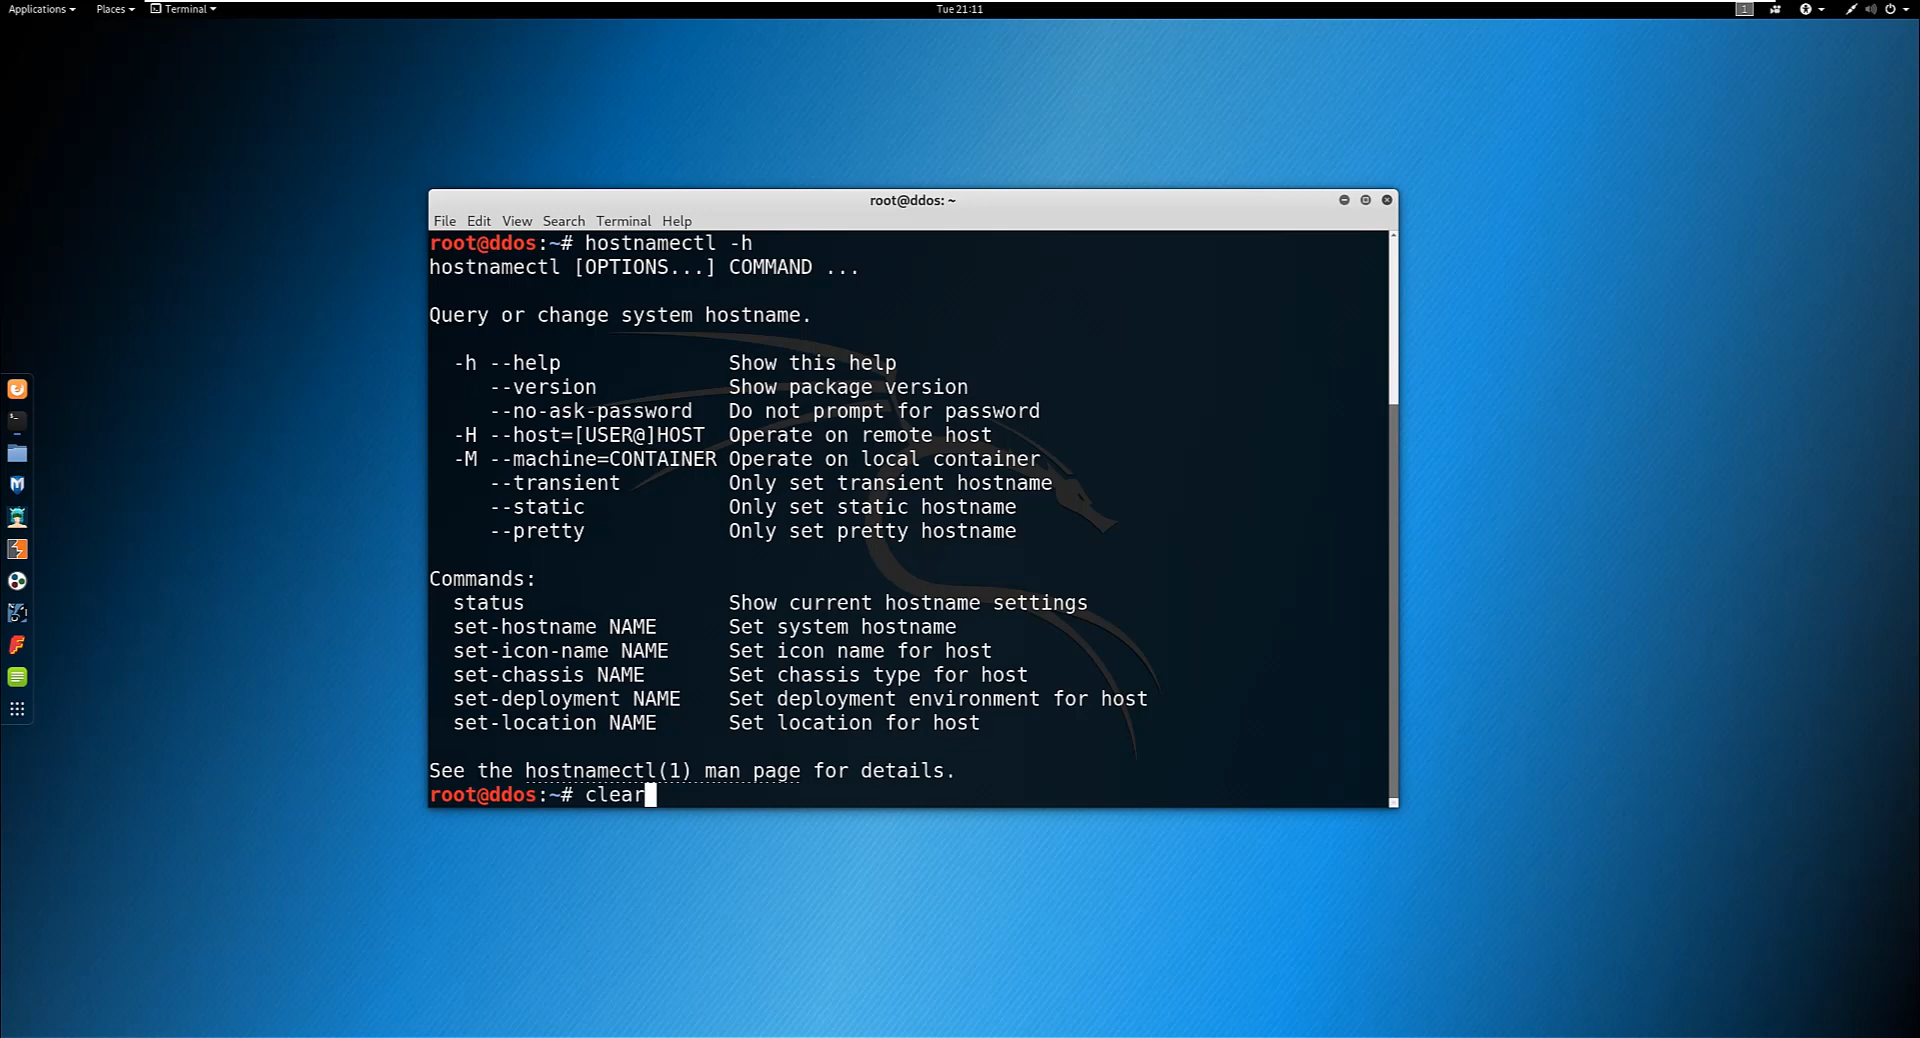 Applications Places Terminal Tue 21:11 1
root@ddos: ~
File Edit View Search Terminal Help
root@ddos:~# hostnamectl -h
hostnamectl [OPTIONS...] COMMAND ...
Query or change system hostname.
-h --help Show this help
--version Show package version
--no-ask-password Do not prompt for password
-H --host=[USER@]HOST Operate on remote host
-M --machine=CONTAINER Operate on local container
--transient Only set transient hostname
--static Only set static hostname
--pretty Only set pretty hostname
Commands:
status Show current hostname settings
set-hostname NAME Set system hostname
set-icon-name NAME Set icon name for host
set-chassis NAME Set chassis type for host
set-deployment NAME Set deployment environment for host
set-location NAME Set location for host
See the hostnamectl(1) man page for details.
root@ddos:~# clear